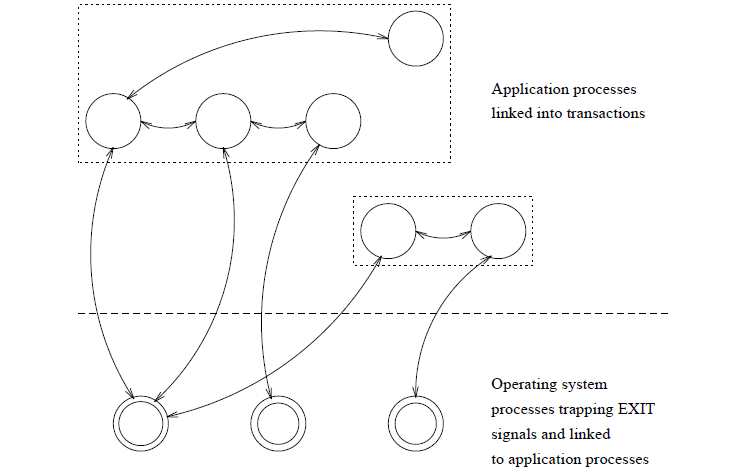 Application processes
linked into transactions
Operating system
processes trapping EXIT
signals and linked
to application processes